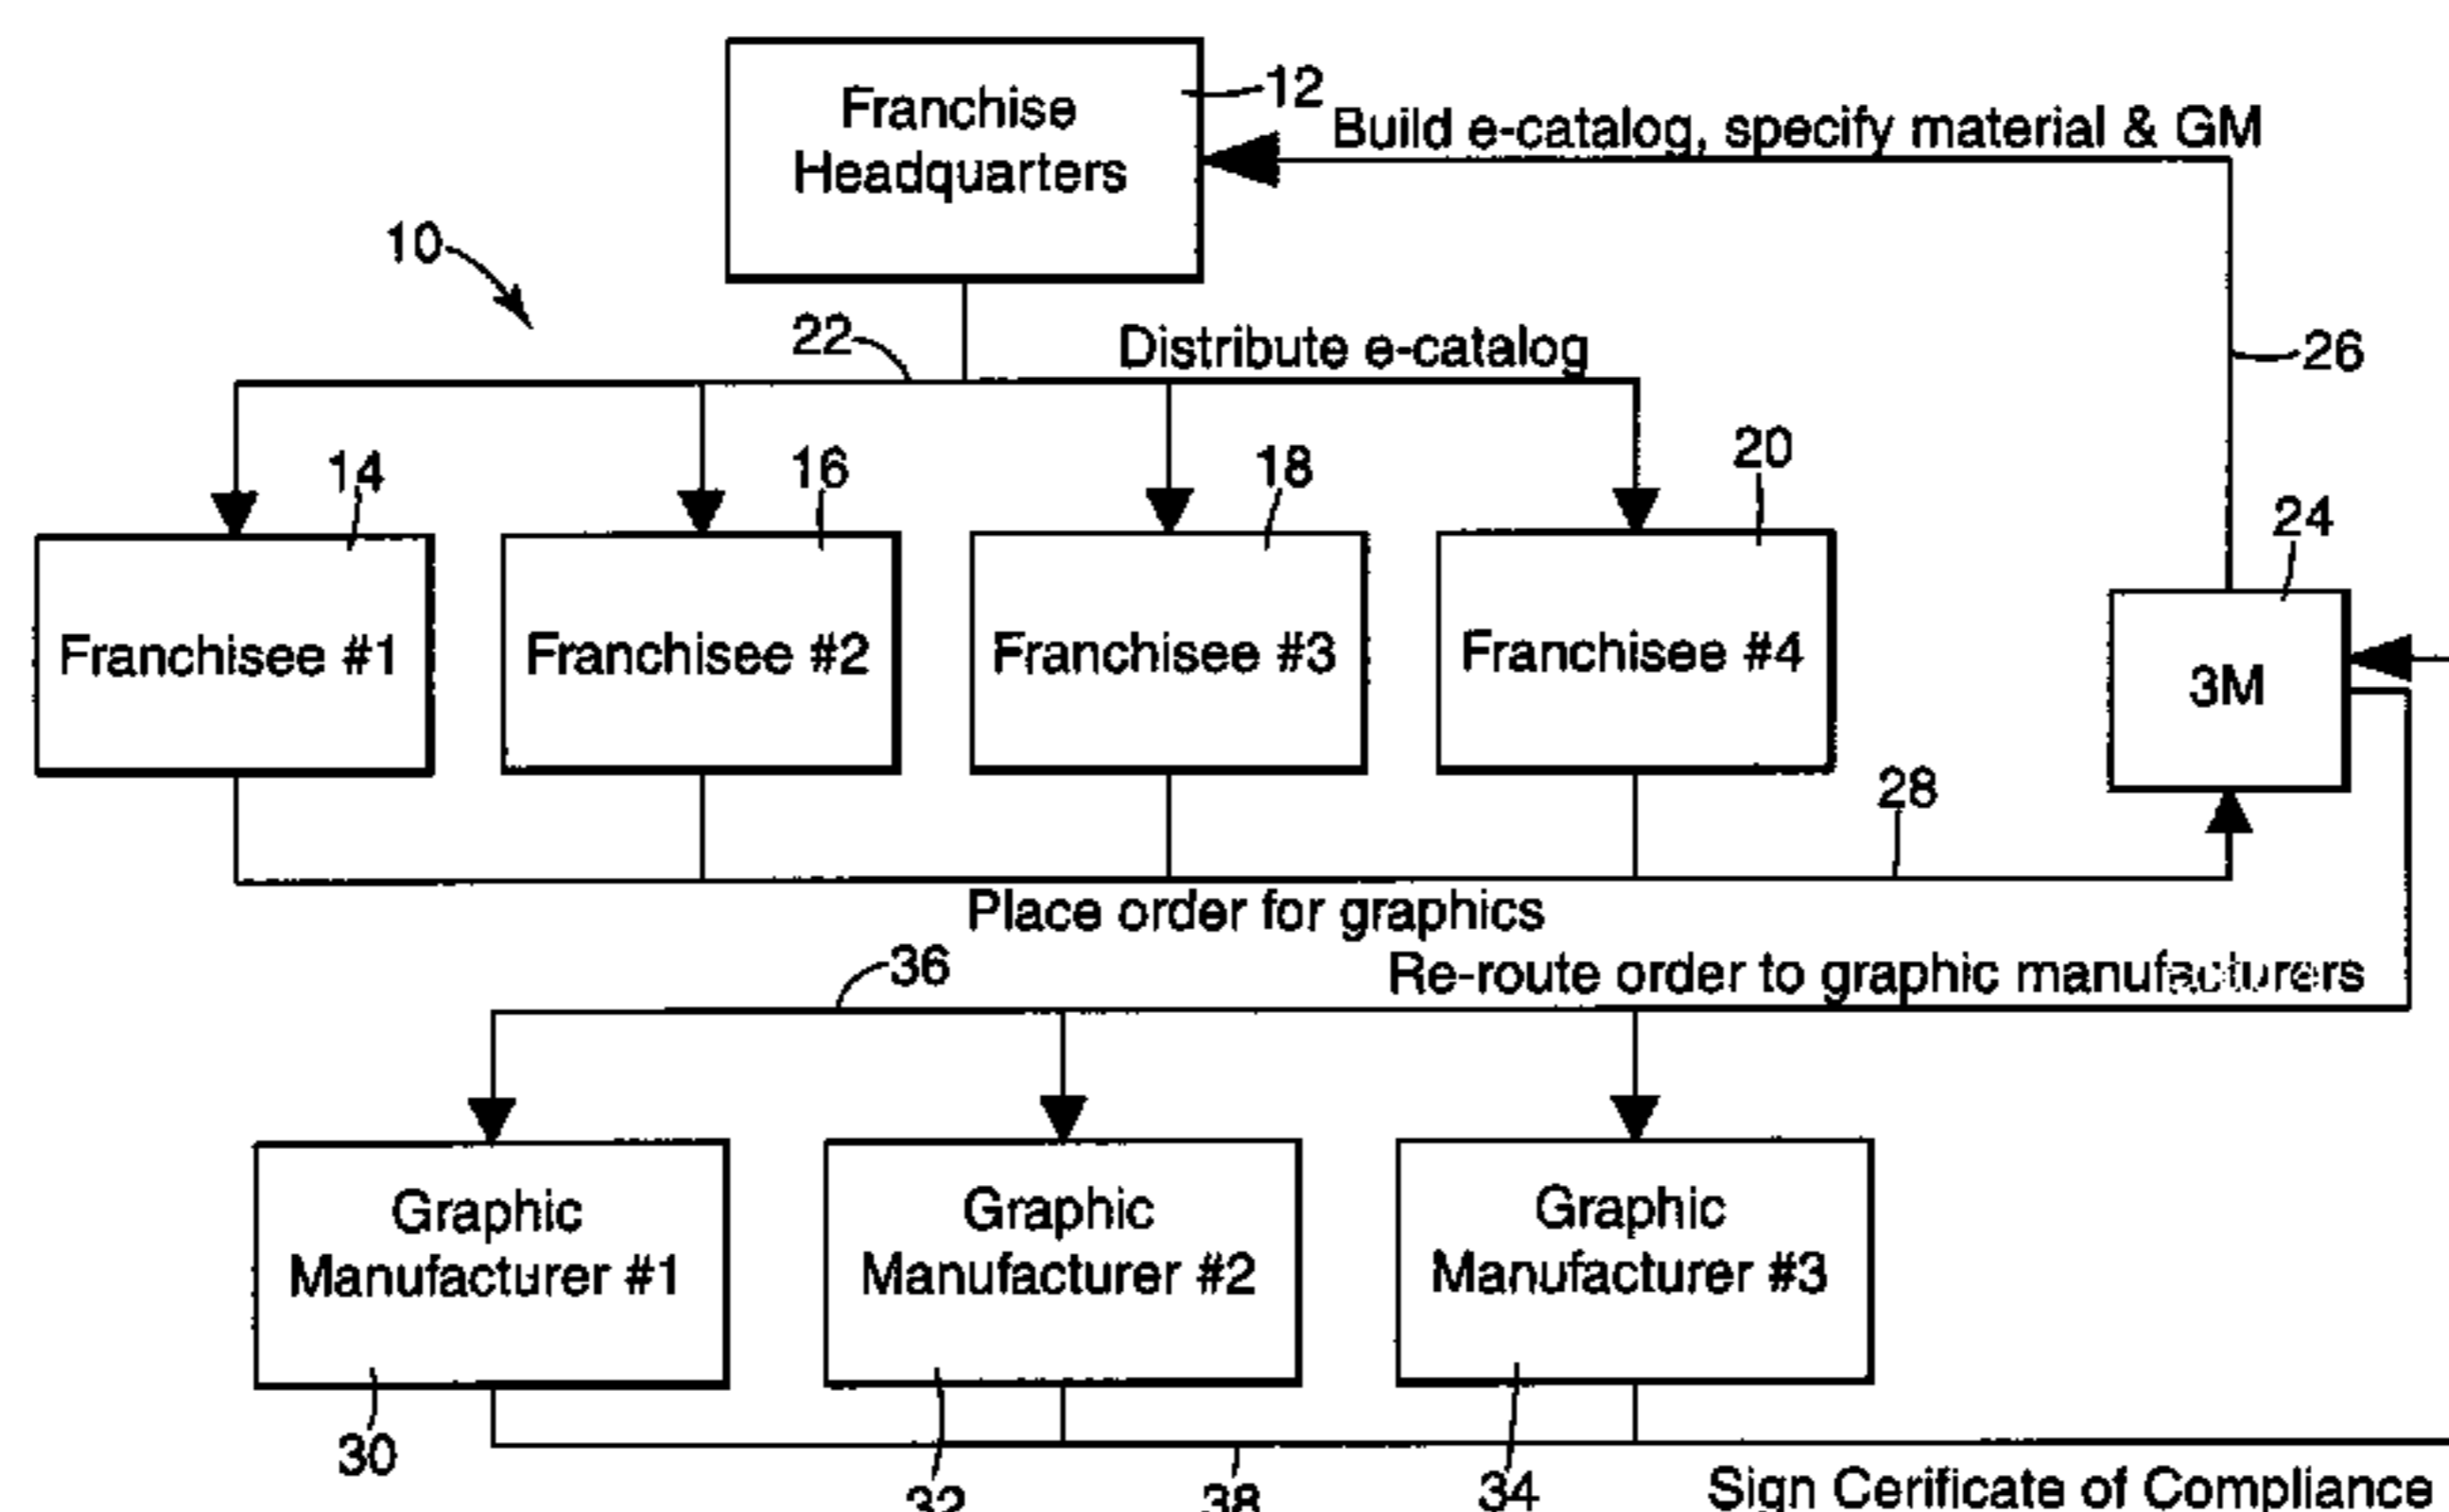 Franchise
Headquarters
12
Build e-catalog, specify material & GM
10
22
Distribute e-catalog
26
14
16
18
20
24
Franchisee #1
Franchisee #2
Franchisee #3
Franchisee #4
3M
28
Place order for graphics
36
Re-route order to graphic manufacturers
Graphic
Manufacturer #1
Graphic
Manufacturer #2
Graphic
Manufacturer #3
30
32
38
34
Sign Cerificate of Compliance